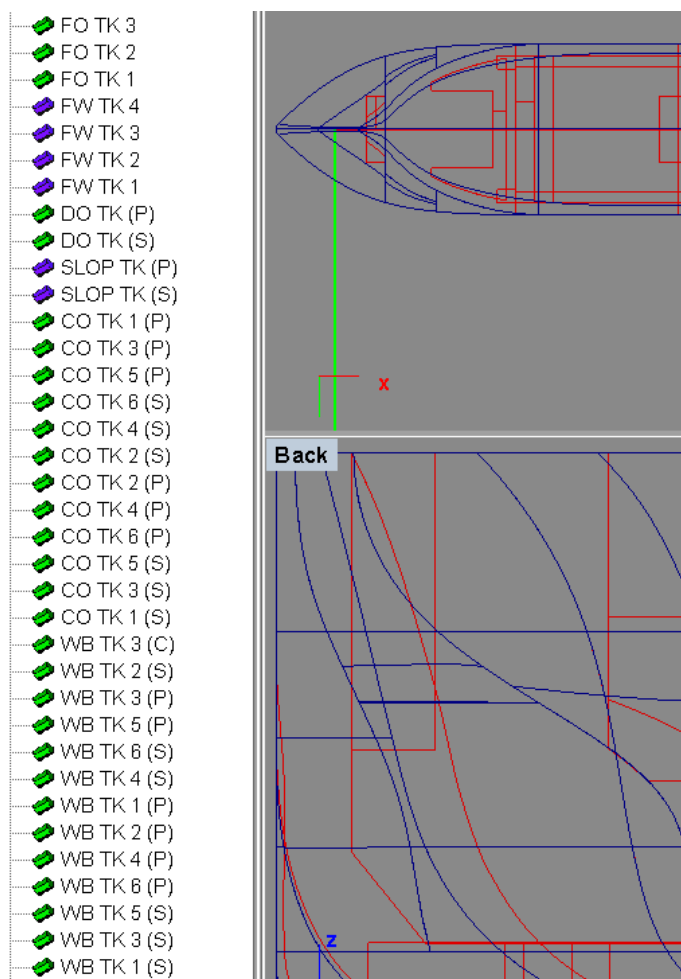 FO TK 3
FO TK 2
FO TK 1
FW TK 4
FW TK 3
FW TK 2
FW TK 1
DO TK (P)
DO TK (S)
SLOP TK (P)
SLOP TK (S)
CO TK 1 (P)
CO TK 3 (P)
CO TK 5 (P)
CO TK 6 (S)
CO TK 4 (S)
CO TK 2 (S)
CO TK 2 (P)
CO TK 4 (P)
CO TK 6 (P)
CO TK 5 (S)
CO TK 3 (S)
CO TK 1 (S)
WB TK 3 (C)
WB TK 2 (S)
WB TK 3 (P)
WB TK 5 (P)
WB TK 6 (S)
WB TK 4 (S)
WB TK 1 (P)
WB TK 2 (P)
WB TK 4 (P)
WB TK 6 (P)
WB TK 5 (S)
WB TK 3 (S)
WB TK 1 (S)
x
Back
z